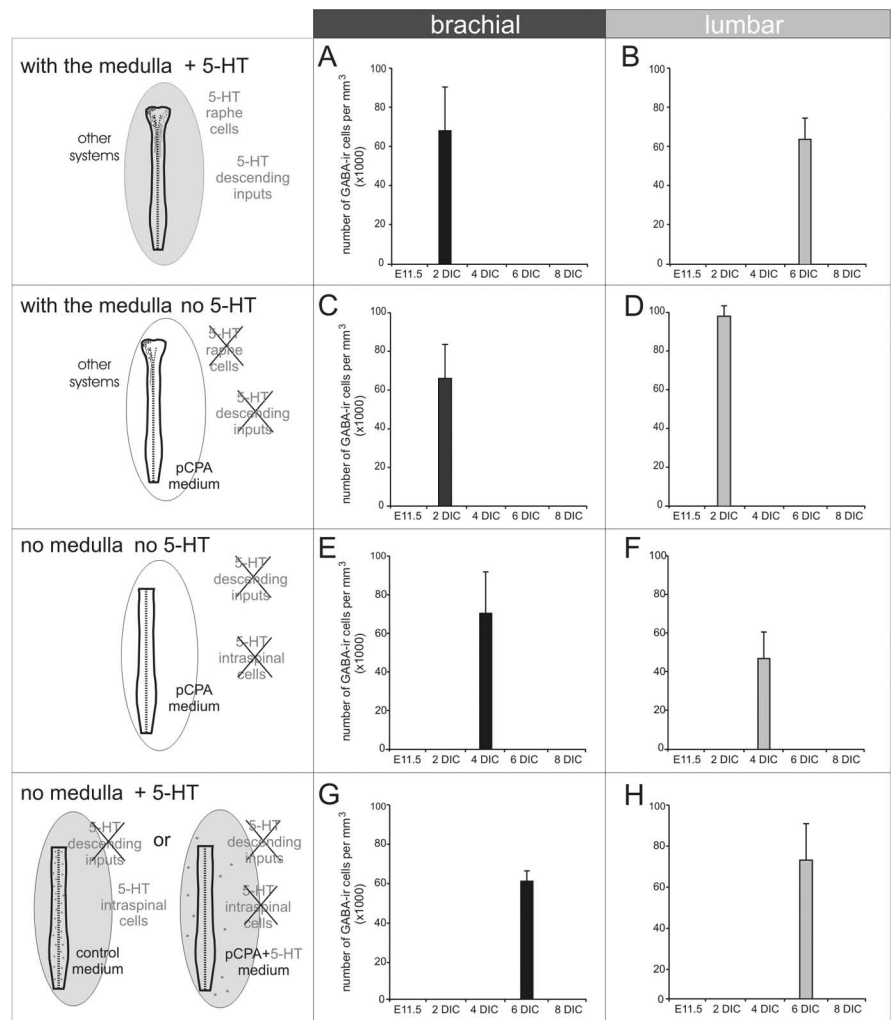 brachial
lumbar
with the medulla + 5-HT
5-HT
raphe
cells
other
systems
5-HT
descending
inputs
A
number of GABA-ir cells per mm3
(x1000)
100
80
60
40
20
0
E11.5 2 DIC 4 DIC 6 DIC 8 DIC
B
100
80
60
40
20
0
E11.5 2 DIC 4 DIC 6 DIC 8 DIC
with the medulla no 5-HT
5-HT
raphe
cells
other
systems
5-HT
descending
inputs
pCPA
medium
C
number of GABA-ir cells per mm3
(x1000)
100
80
60
40
20
0
E11.5 2 DIC 4 DIC 6 DIC 8 DIC
D
100
80
60
40
20
0
E11.5 2 DIC 4 DIC 6 DIC 8 DIC
no medulla no 5-HT
5-HT
descending
inputs
5-HT
intraspinal
cells
pCPA
medium
E
number of GABA-ir cells per mm3
(x1000)
100
80
60
40
20
0
E11.5 2 DIC 4 DIC 6 DIC 8 DIC
F
100
80
60
40
20
0
E11.5 2 DIC 4 DIC 6 DIC 8 DIC
no medulla + 5-HT
5-HT
descending
inputs
or
5-HT
intraspinal
cells
control
medium
5-HT
descending
inputs
5-HT
intraspinal
cells
pCPA+5-HT
medium
G
number of GABA-ir cells per mm3
(x1000)
100
80
60
40
20
0
E11.5 2 DIC 4 DIC 6 DIC 8 DIC
H
100
80
60
40
20
0
E11.5 2 DIC 4 DIC 6 DIC 8 DIC